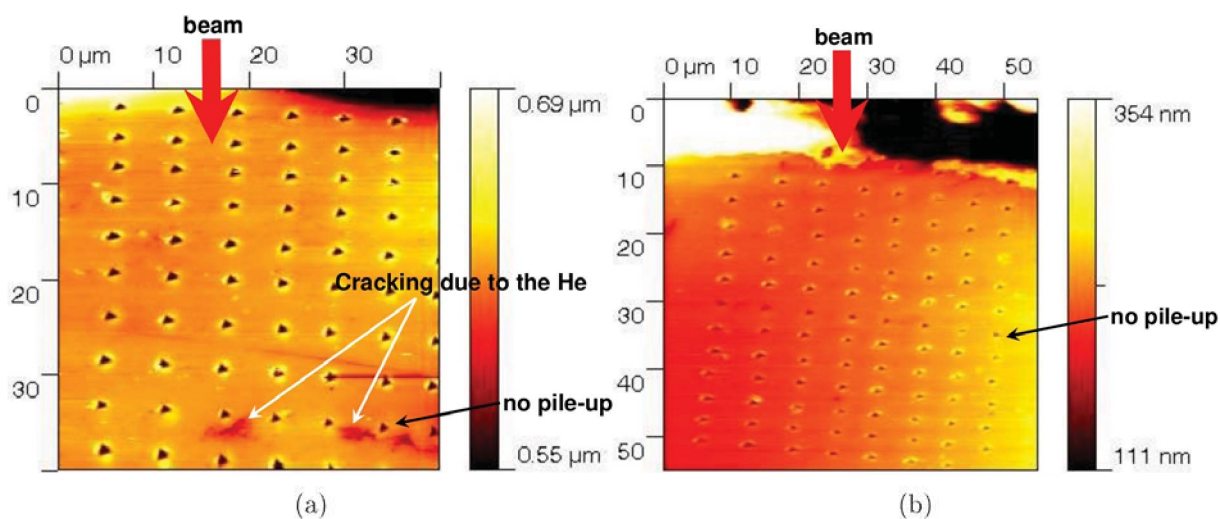 beam
0 µm 10 20 30
0
10
20
30
0.69 µm
0.55 µm
Cracking due to the He
no pile-up
(a)
beam
0 µm 10 20 30 40 50
0
10
20
30
40
50
354 nm
111 nm
no pile-up
(b)